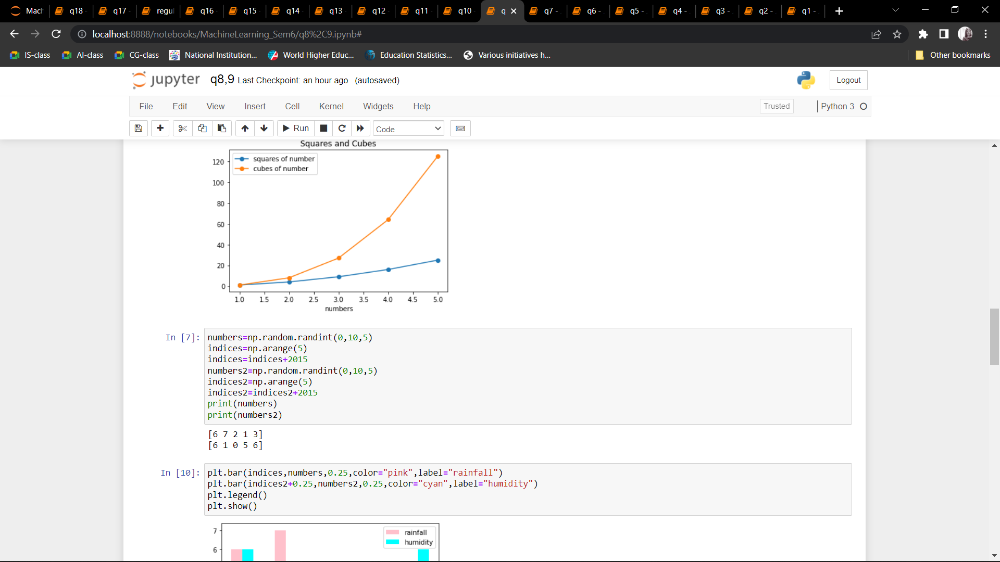 Mach q18 - q17 - regul q16 - q15 - q14 - q13 - q12 - q11 - q10 - q q7 - q6 - q5 - q4 - q3 - q2 - q1 -
localhost:8888/notebooks/MachineLearning_Sem6/q8%2C9.ipynb#
IS-class AI-class CG-class National Institution... World Higher Educ... Education Statistics... Various initiatives h... Other bookmarks
jupyter q8,9 Last Checkpoint: an hour ago (autosaved) Logout
File Edit View Insert Cell Kernel Widgets Help Trusted Python 3
Run Code
Squares and Cubes
squares of number
cubes of number
120
100
80
60
40
20
0
1.0 1.5 2.0 2.5 3.0 3.5 4.0 4.5 5.0
numbers
In [7]: numbers=np.random.randint(0,10,5)
indices=np.arange(5)
indices=indices+2015
numbers2=np.random.randint(0,10,5)
indices2=np.arange(5)
indices2=indices2+2015
print(numbers)
print(numbers2)
[6 7 2 1 3]
[6 1 0 5 6]
In [10]: plt.bar(indices,numbers,0.25,color="pink",label="rainfall")
plt.bar(indices2+0.25,numbers2,0.25,color="cyan",label="humidity")
plt.legend()
plt.show()
7
rainfall
humidity
6